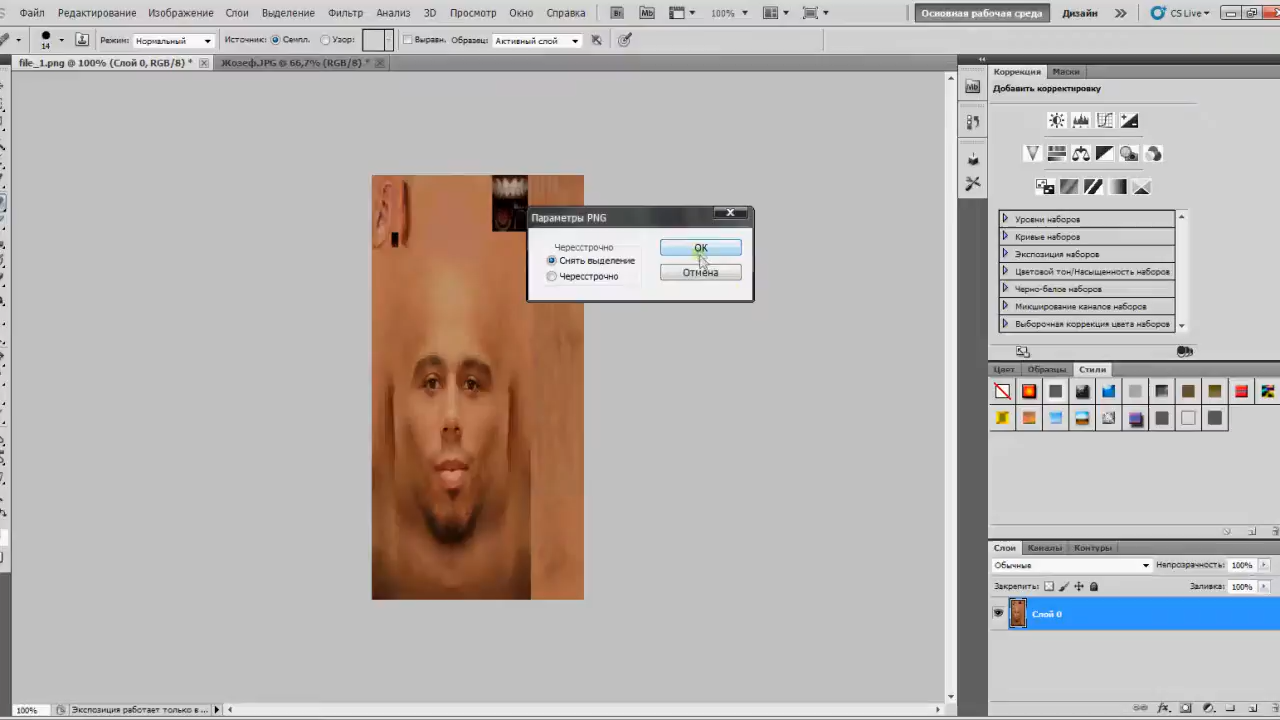 Файл Редактирование Изображение Слои Выделение Фильтр Анализ 3D Просмотр Окно Справка Br Mb 100% Основная рабочая среда Дизайн CS Live
14 Режим: Нормальный Источник: Семпл. Узор: Выравн. Образец: Активный слой
file_1.png @ 100% (Слой 0, RGB/8) * Жозеф.JPG @ 66,7% (RGB/8) *
Коррекция Маски
Добавить корректировку
Mb
Параметры PNG
Чересстрочно
Снять выделение
Чересстрочно
OK
Отмена
Уровни наборов
Кривые наборов
Экспозиция наборов
Цветовой тон/Насыщенность наборов
Черно-белое наборов
Микширование каналов наборов
Выборочная коррекция цвета наборов
Цвет Образцы Стили
Слои Каналы Контуры
Обычные Непрозрачность: 100%
Закрепить: Заливка: 100%
Слой 0
100% Экспозиция работает только в ...